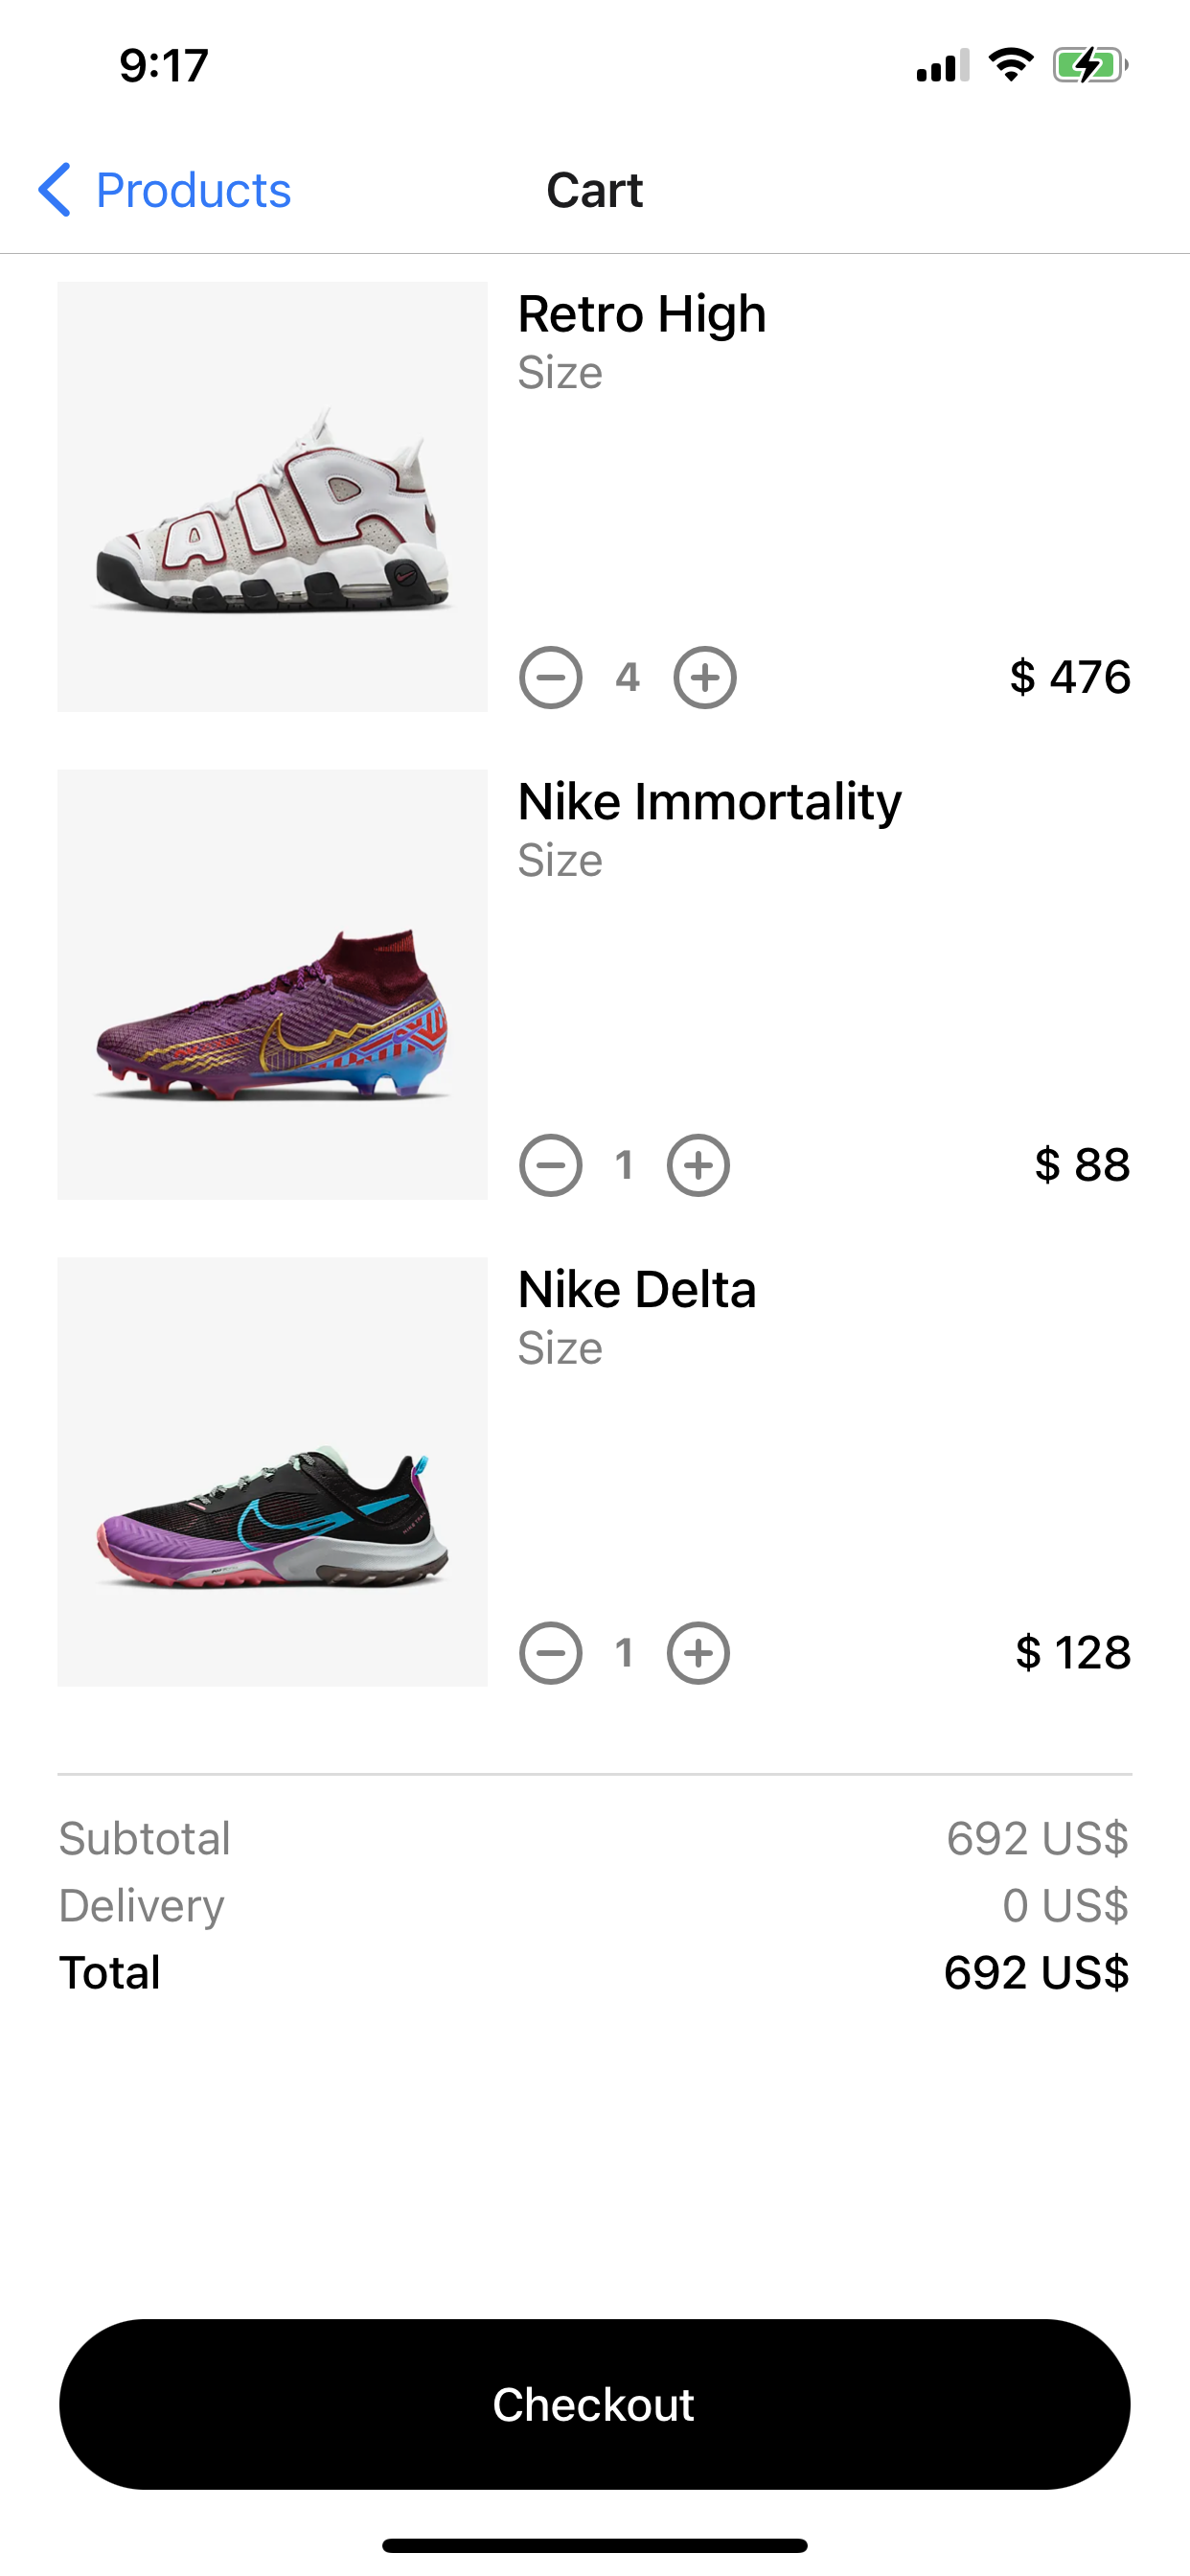 9:17
Products
Cart
Retro High
Size
AIR
4
$ 476
Nike Immortality
Size
1
$ 88
Nike Delta
Size
1
$ 128
Subtotal
692 US$
Delivery
0 US$
Total
692 US$
Checkout